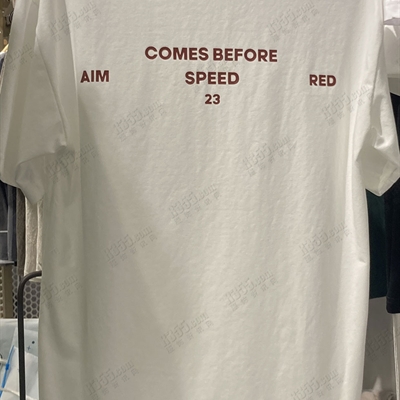 COMES BEFORE
AIM SPEED RED
23